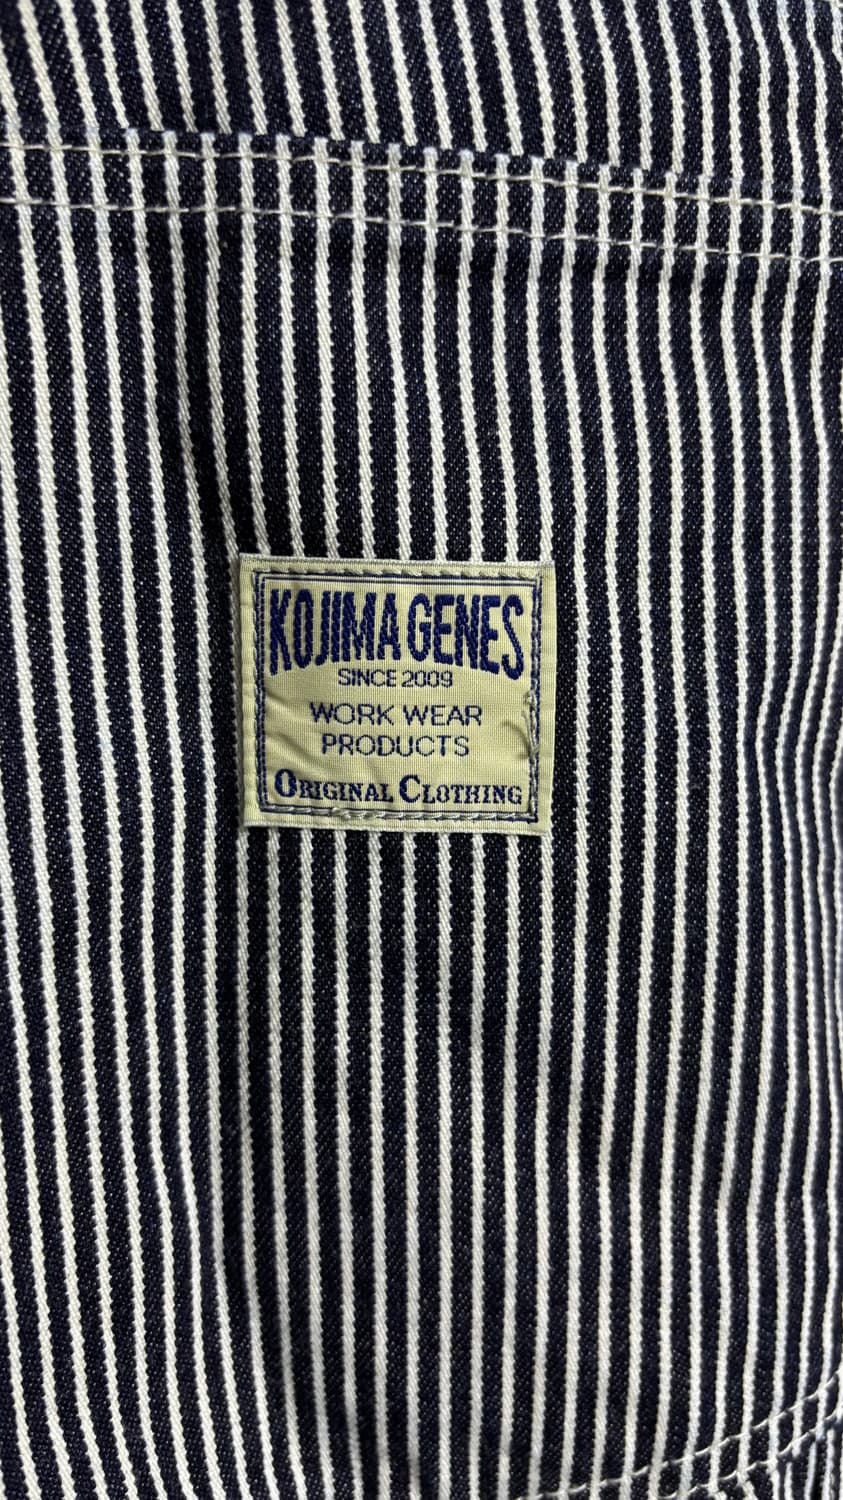 KOJIMA GENES
SINCE 2009
WORK WEAR
PRODUCTS
ORIGINAL CLOTHING